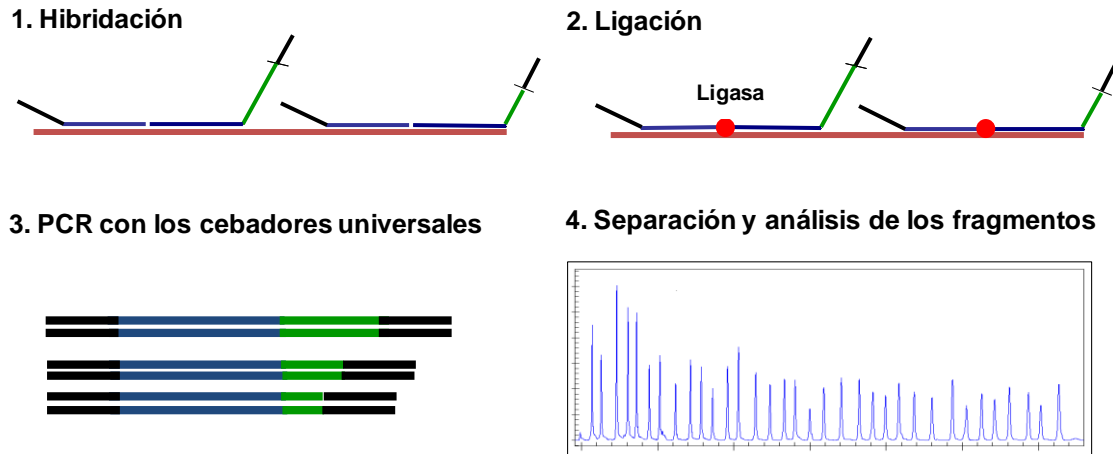 1. Hibridación
2. Ligación
Ligasa
3. PCR con los cebadores universales
4. Separación y análisis de los fragmentos